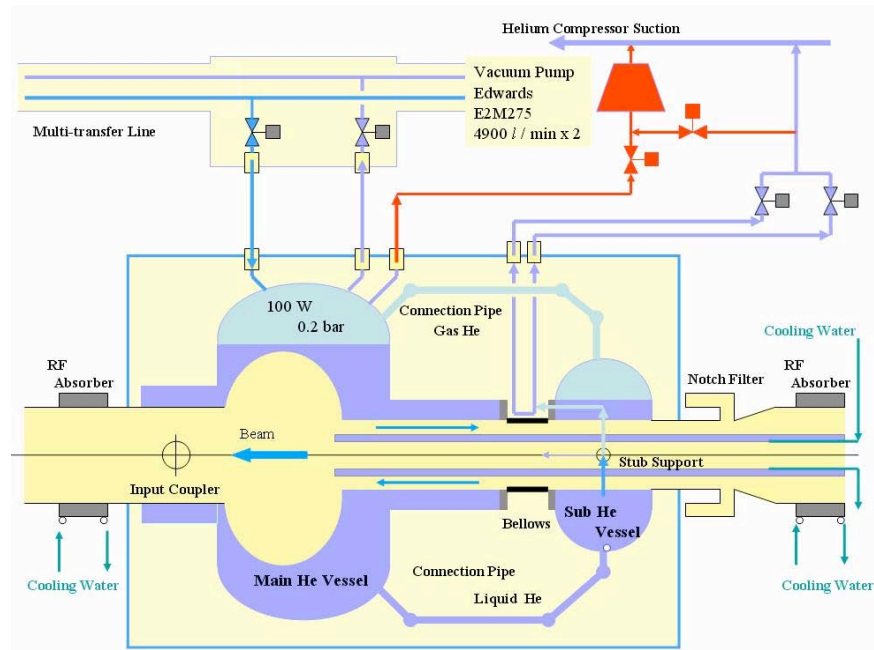 Helium Compressor Suction
Vacuum Pump
Edwards
E2M275
4900 l / min x 2
Multi-transfer Line
100 W
0.2 bar
Connection Pipe
Gas He
Cooling Water
RF
Absorber
Notch Filter
RF
Absorber
Beam
Input Coupler
Stub Support
Sub He
Vessel
Bellows
Main He Vessel
Connection Pipe
Liquid He
Cooling Water
Cooling Water